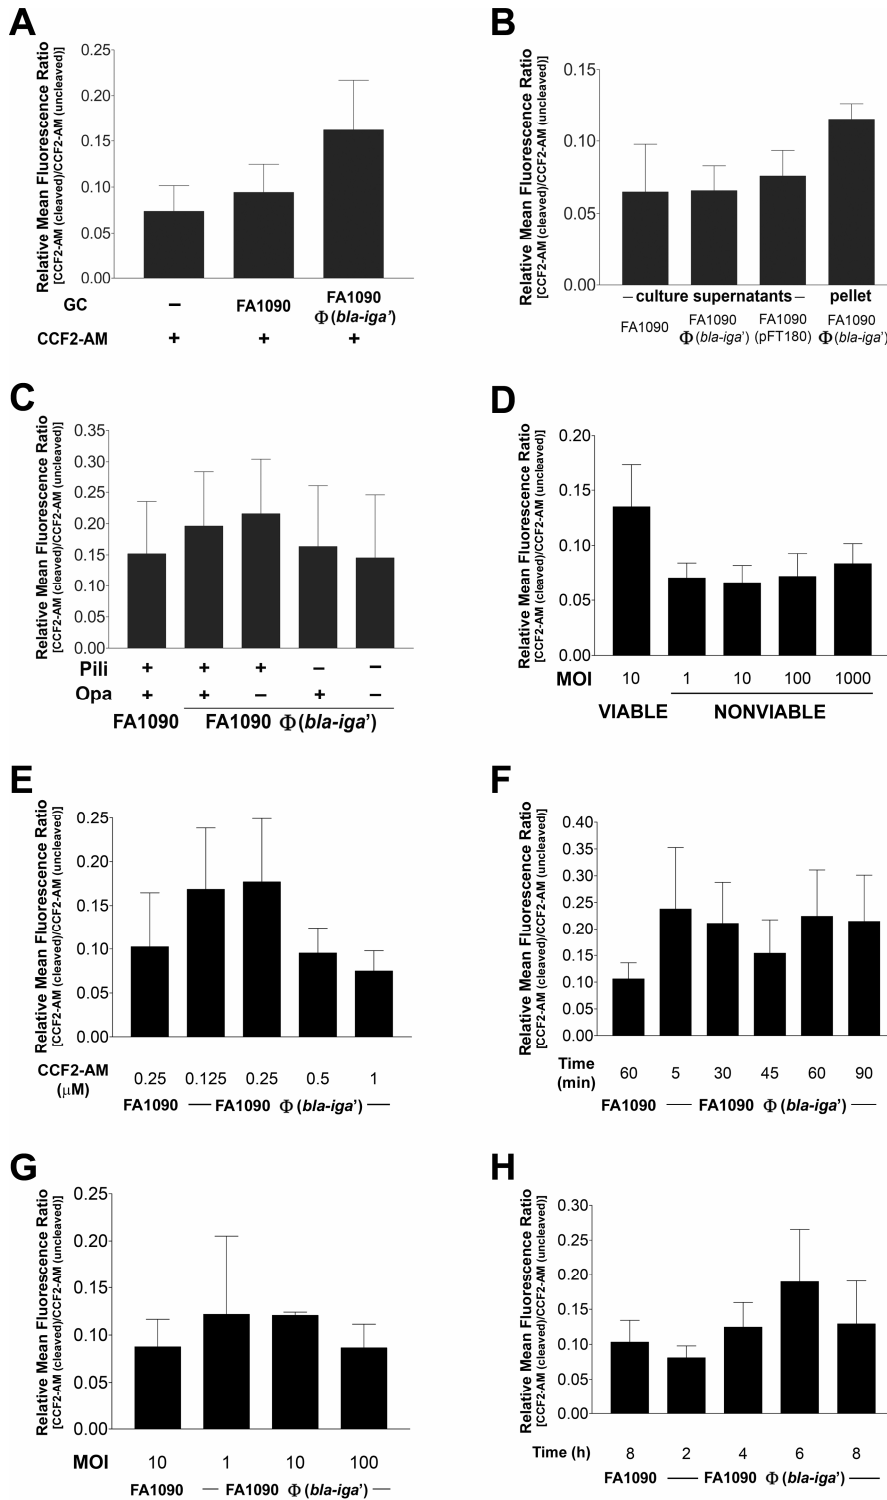 A
Relative Mean Fluorescence Ratio
[CCF2-AM (cleaved)/CCF2-AM (uncleaved)]
0.25
0.20
0.15
0.10
0.05
0.00
GC – FA1090 FA1090 Φ(bla-iga')
CCF2-AM + + +
B
Relative Mean Fluorescence Ratio
[CCF2-AM (cleaved)/CCF2-AM (uncleaved)]
0.15
0.10
0.05
0.00
– culture supernatants – pellet
FA1090 FA1090 Φ(bla-iga') FA1090 (pFT180) FA1090 Φ(bla-iga')
C
Relative Mean Fluorescence Ratio
[CCF2-AM (cleaved)/CCF2-AM (uncleaved)]
0.35
0.30
0.25
0.20
0.15
0.10
0.05
0.00
Pili + + + – –
Opa + + – + –
FA1090 FA1090 Φ(bla-iga')
D
Relative Mean Fluorescence Ratio
[CCF2-AM (cleaved)/CCF2-AM (uncleaved)]
0.20
0.15
0.10
0.05
0.00
MOI 10 1 10 100 1000
VIABLE NONVIABLE
E
Relative Mean Fluorescence Ratio
[CCF2-AM (cleaved)/CCF2-AM (uncleaved)]
0.25
0.20
0.15
0.10
0.05
0.00
CCF2-AM
(µM) 0.25 0.125 0.25 0.5 1
FA1090 — FA1090 Φ(bla-iga') —
F
Relative Mean Fluorescence Ratio
[CCF2-AM (cleaved)/CCF2-AM (uncleaved)]
0.40
0.35
0.30
0.25
0.20
0.15
0.10
0.05
0.00
Time
(min) 60 5 30 45 60 90
FA1090 — FA1090 Φ(bla-iga') —
G
Relative Mean Fluorescence Ratio
[CCF2-AM (cleaved)/CCF2-AM (uncleaved)]
0.25
0.20
0.15
0.10
0.05
0.00
MOI 10 1 10 100
FA1090 — FA1090 Φ(bla-iga') —
H
Relative Mean Fluorescence Ratio
[CCF2-AM (cleaved)/CCF2-AM (uncleaved)]
0.30
0.25
0.20
0.15
0.10
0.05
0.00
Time (h) 8 2 4 6 8
FA1090 — FA1090 Φ(bla-iga') —